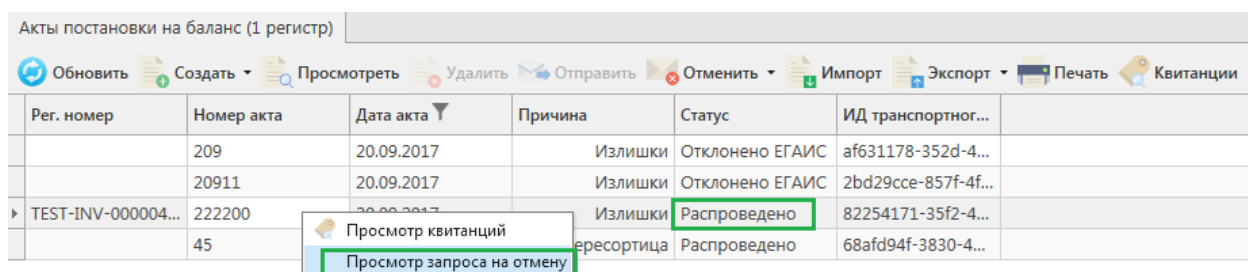 Акты постановки на баланс (1 регистр)
Обновить Создать Просмотреть Удалить Отправить Отменить Импорт Экспорт Печать Квитанции
Рег. номер Номер акта Дата акта Причина Статус ИД транспортног...
209 20.09.2017 Излишки Отклонено ЕГАИС af631178-352d-4...
20911 20.09.2017 Излишки Отклонено ЕГАИС 2bd29cce-857f-4f...
TEST-INV-000004... 222200 Излишки Распроведено 82254171-35f2-4...
Просмотр квитанций
45 ересортица Распроведено 68afd94f-3830-4...
Просмотр запроса на отмену